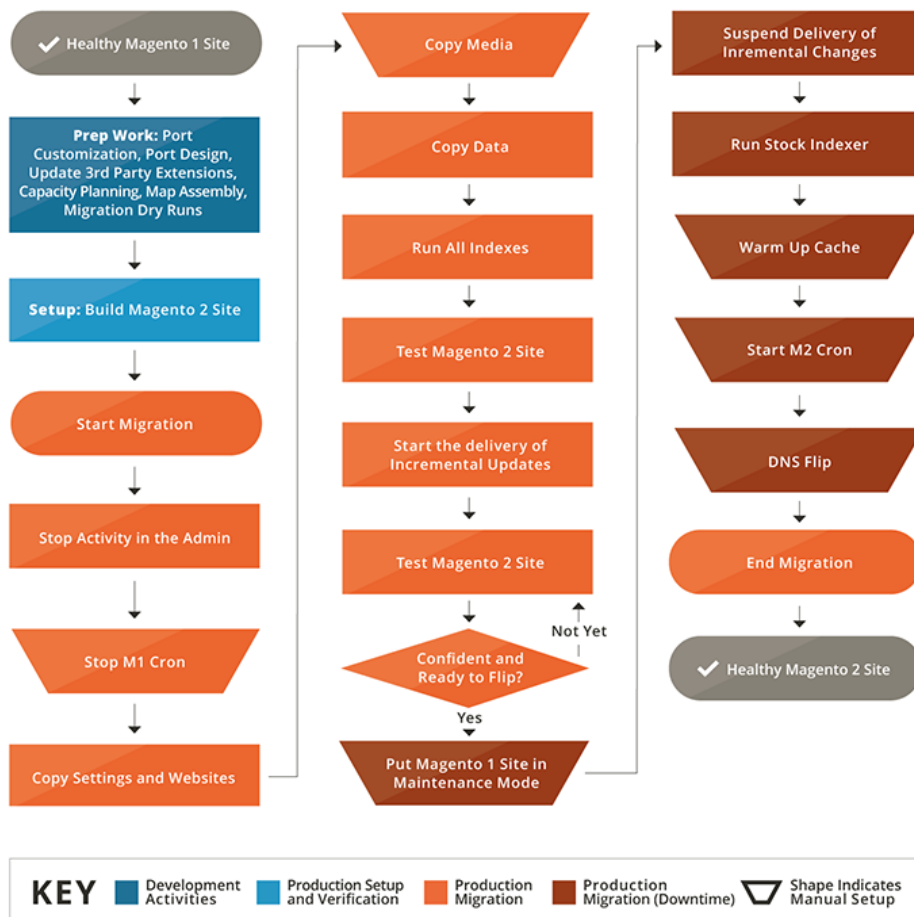 Healthy Magento 1 Site
Prep Work: Port
Customization, Port Design,
Update 3rd Party Extensions,
Capacity Planning, Map Assembly,
Migration Dry Runs
Setup: Build Magento 2 Site
Start Migration
Stop Activity in the Admin
Stop M1 Cron
Copy Settings and Websites
Copy Media
Copy Data
Run All Indexes
Test Magento 2 Site
Start the delivery of
Incremental Updates
Test Magento 2 Site
Not Yet
Confident and
Ready to Flip?
Yes
Put Magento 1 Site in
Maintenance Mode
Suspend Delivery of
Inremental Changes
Run Stock Indexer
Warm Up Cache
Start M2 Cron
DNS Flip
End Migration
Healthy Magento 2 Site
KEY
Development
Activities
Production Setup
and Verification
Production
Migration
Production
Migration (Downtime)
Shape Indicates
Manual Setup